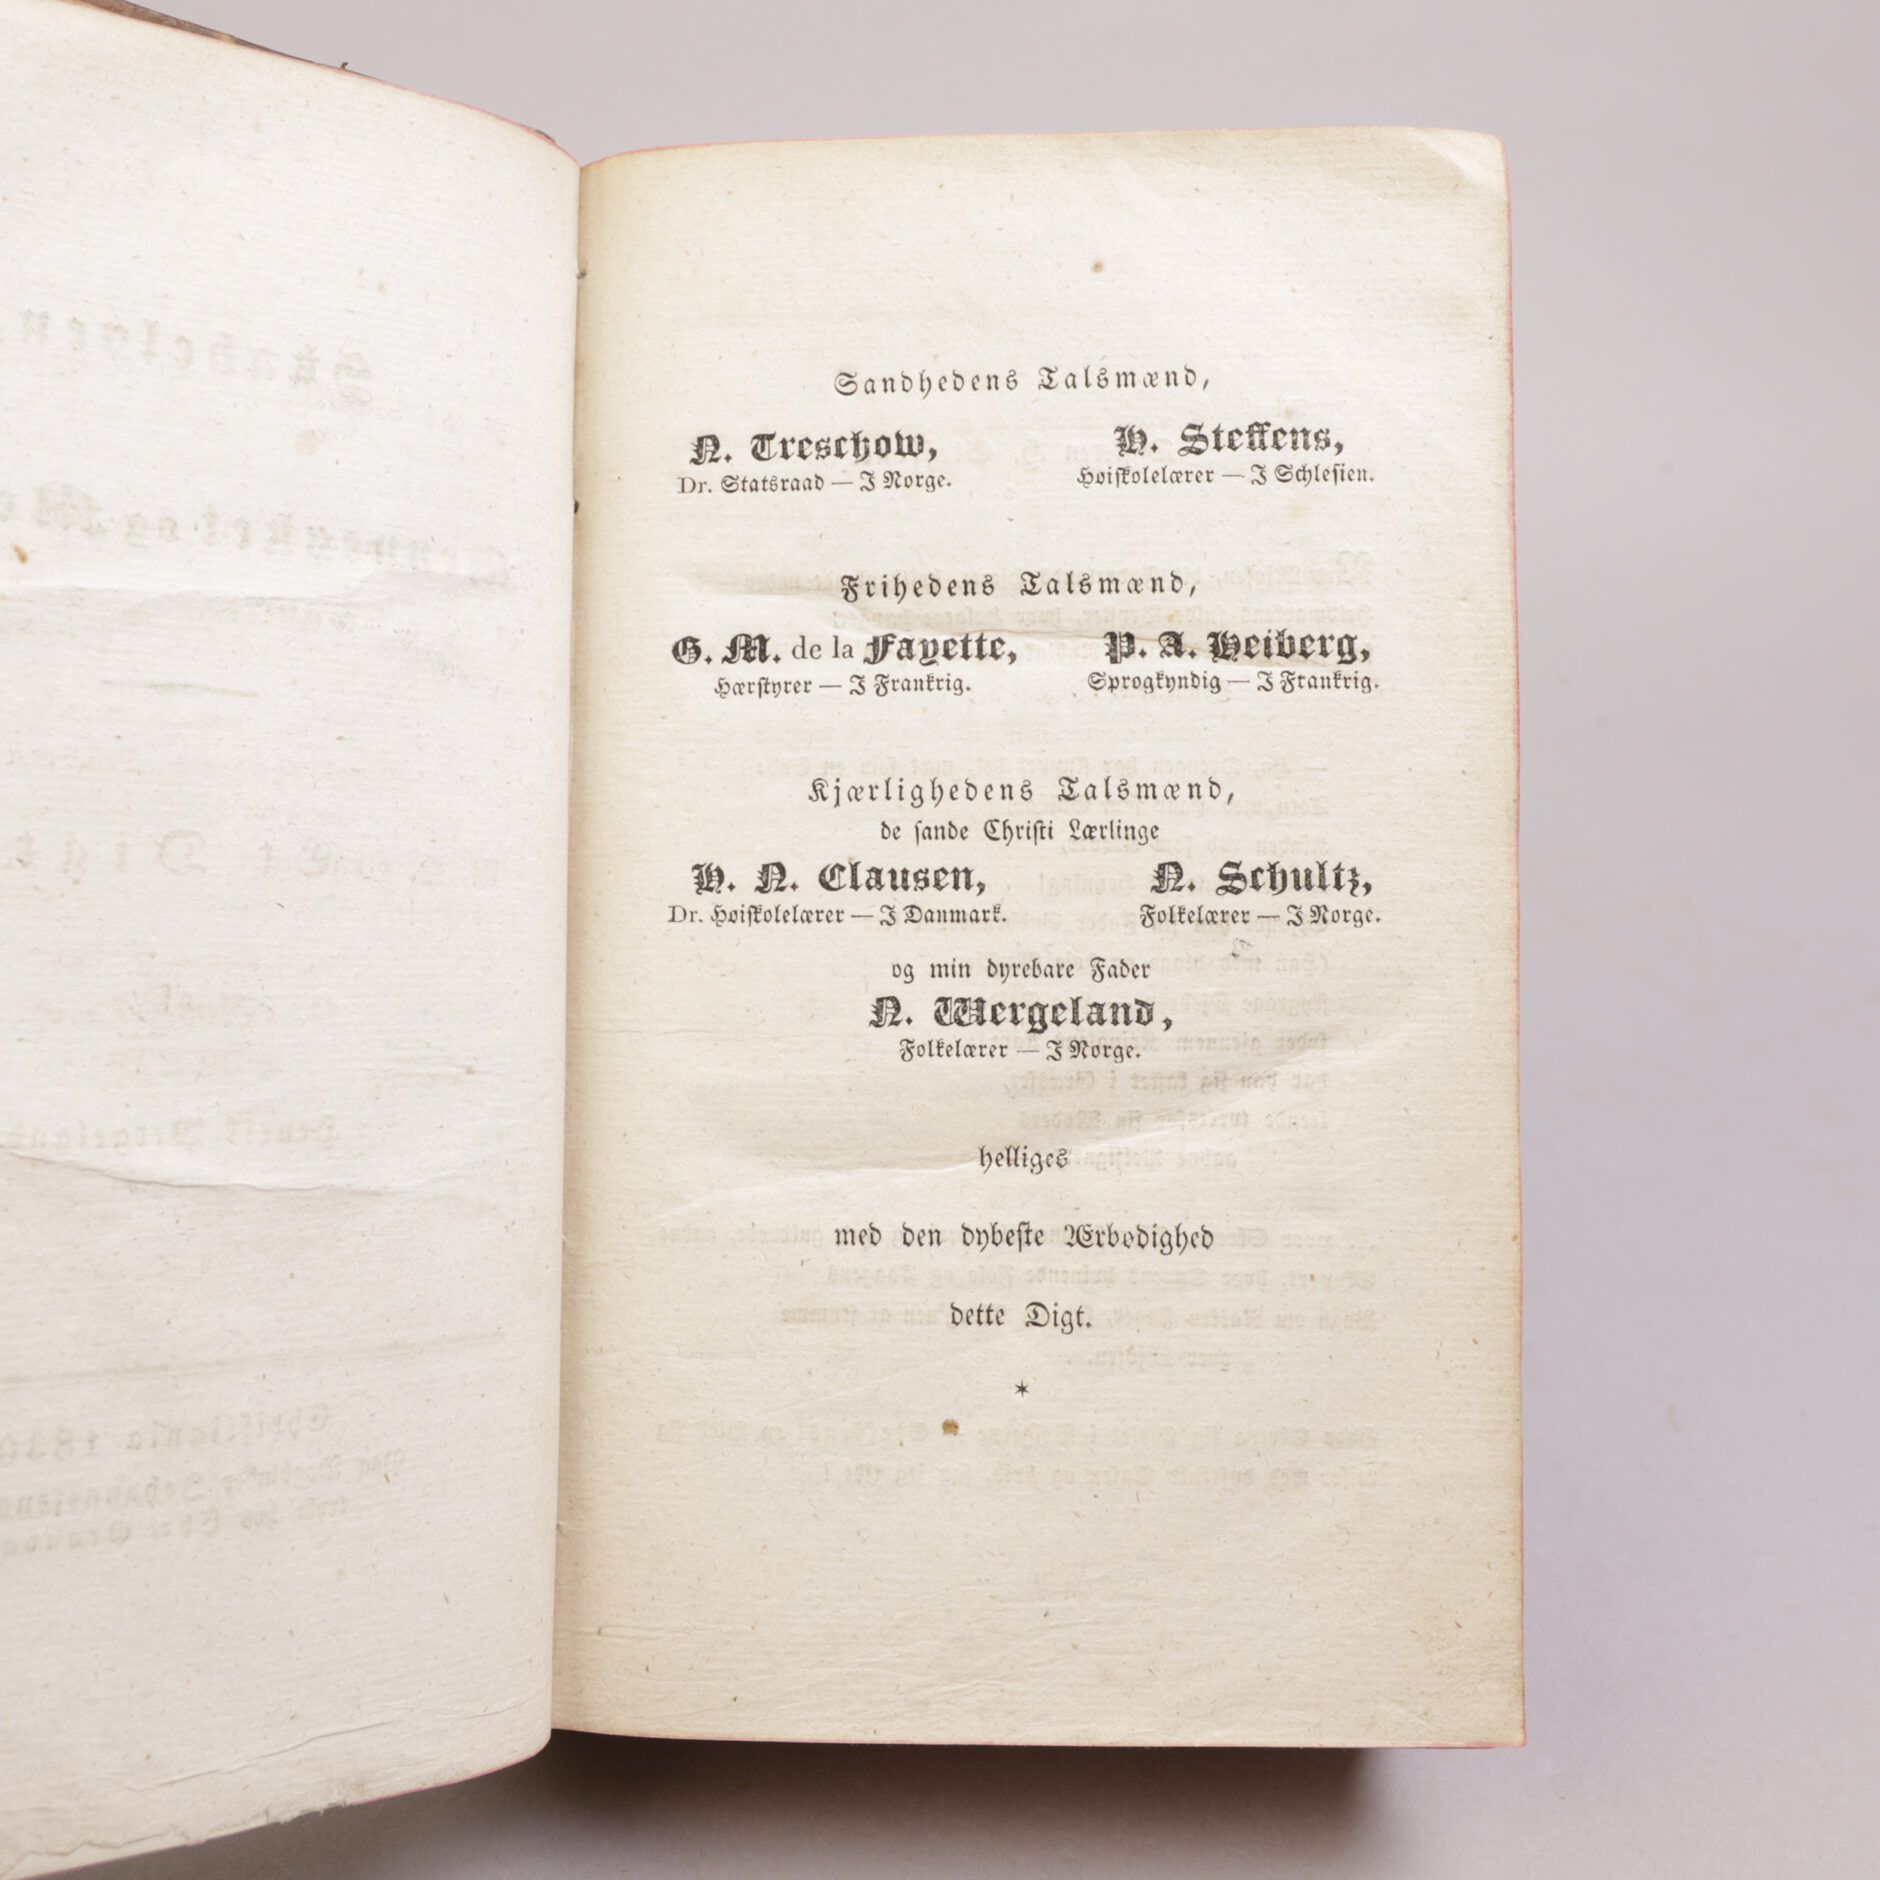 Sandhedens Talsmænd,
N. Treschow, H. Steffens,
Dr. Statsraad — I Norge. Høiskolelærer — I Schlesien.
Frihedens Talsmænd,
G. M. de la Fayette, P. A. Heiberg,
Hærstyrer — I Frankrig. Sprogkyndig — I Frankrig.
Kjærlighedens Talsmænd,
de sande Christi Lærlinge
H. N. Clausen, N. Schultz,
Dr. Høiskolelærer — I Danmark. Folkelærer — I Norge.
og min dyrebare Fader
N. Wergeland,
Folkelærer — I Norge.
helliges
med den dybeste Ærbødighed
dette Digt.
*